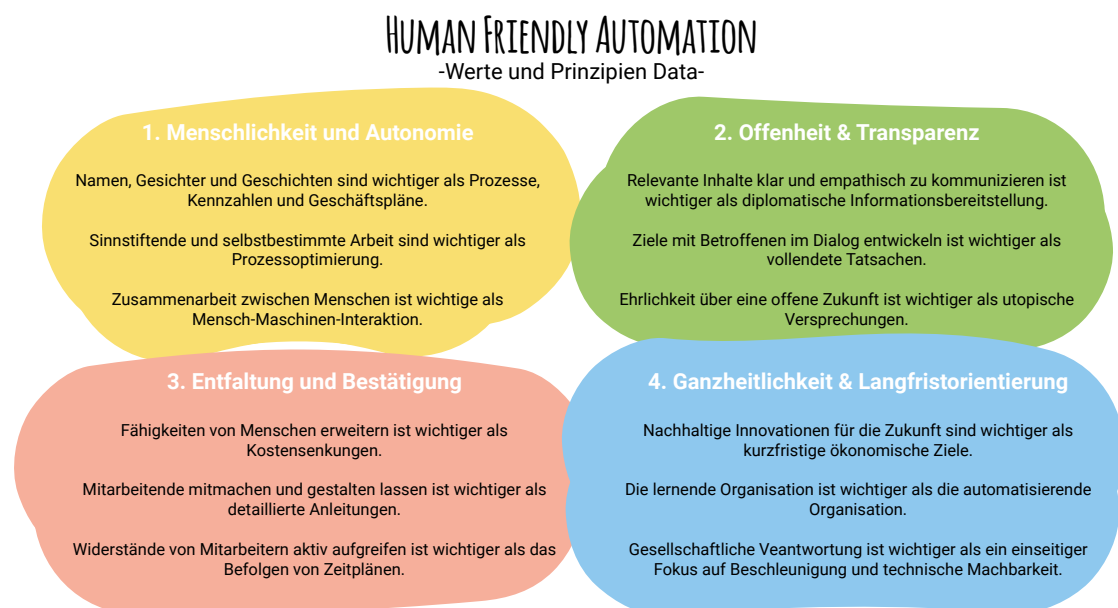 HUMAN FRIENDLY AUTOMATION
-Werte und Prinzipien Data-
1. Menschlichkeit und Autonomie
Namen, Gesichter und Geschichten sind wichtiger als Prozesse,
Kennzahlen und Geschäftspläne.
Sinnstiftende und selbstbestimmte Arbeit sind wichtiger als
Prozessoptimierung.
Zusammenarbeit zwischen Menschen ist wichtige als
Mensch-Maschinen-Interaktion.
2. Offenheit & Transparenz
Relevante Inhalte klar und empathisch zu kommunizieren ist
wichtiger als diplomatische Informationsbereitstellung.
Ziele mit Betroffenen im Dialog entwickeln ist wichtiger als
vollendete Tatsachen.
Ehrlichkeit über eine offene Zukunft ist wichtiger als utopische
Versprechungen.
3. Entfaltung und Bestätigung
Fähigkeiten von Menschen erweitern ist wichtiger als
Kostensenkungen.
Mitarbeitende mitmachen und gestalten lassen ist wichtiger als
detaillierte Anleitungen.
Widerstände von Mitarbeitern aktiv aufgreifen ist wichtiger als das
Befolgen von Zeitplänen.
4. Ganzheitlichkeit & Langfristorientierung
Nachhaltige Innovationen für die Zukunft sind wichtiger als
kurzfristige ökonomische Ziele.
Die lernende Organisation ist wichtiger als die automatisierende
Organisation.
Gesellschaftliche Veantwortung ist wichtiger als ein einseitiger
Fokus auf Beschleunigung und technische Machbarkeit.